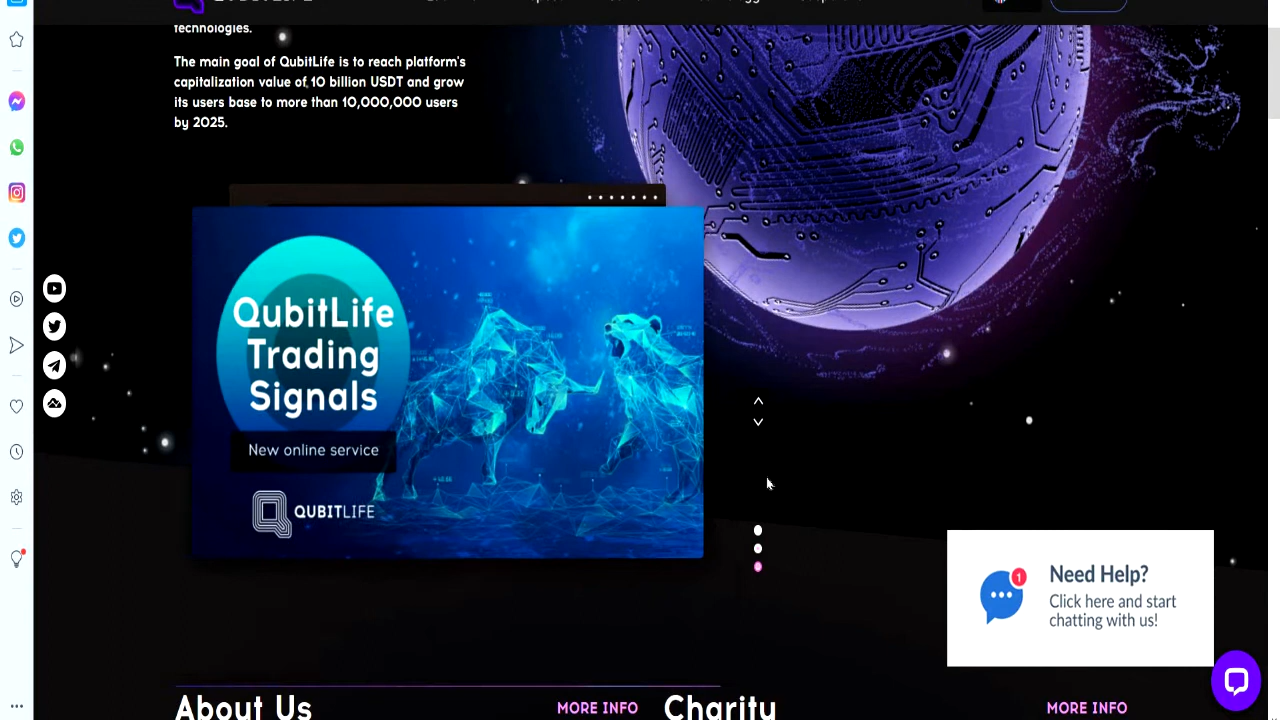 technologies.
The main goal of QubitLife is to reach platform's
capitalization value of 10 billion USDT and grow
its users base to more than 10,000,000 users
by 2025.
QubitLife
Trading
Signals
New online service
QUBITLIFE
1
Need Help?
Click here and start
chatting with us!
About Us
MORE INFO
Charity
MORE INFO